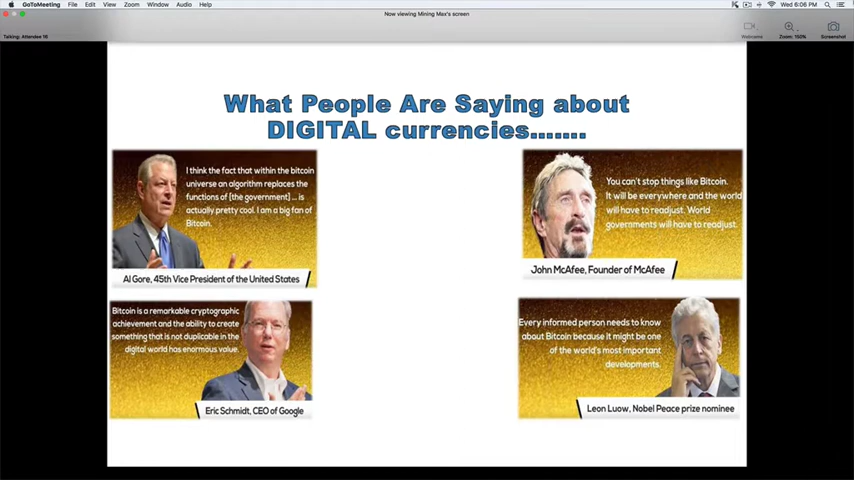 GoToMeeting File Edit View Zoom Window Audio Help
Wed 6:06 PM
Now viewing Mining Max's screen
Talking: Attendee 16
Webcams
Zoom: 150%
Screenshot
What People Are Saying about
DIGITAL currencies.......
I think the fact that within the bitcoin
universe an algorithm replaces the
functions of [the government] ... is
actually pretty cool. I am a big fan of
Bitcoin.
Al Gore, 45th Vice President of the United States
You can't stop things like Bitcoin.
It will be everywhere and the world
will have to readjust. World
governments will have to readjust.
John McAfee, Founder of McAfee
Bitcoin is a remarkable cryptographic
achievement and the ability to create
something that is not duplicable in the
digital world has enormous value.
Eric Schmidt, CEO of Google
Every informed person needs to know
about Bitcoin because it might be one
of the world's most important
developments.
Leon Luow, Nobel Peace prize nominee